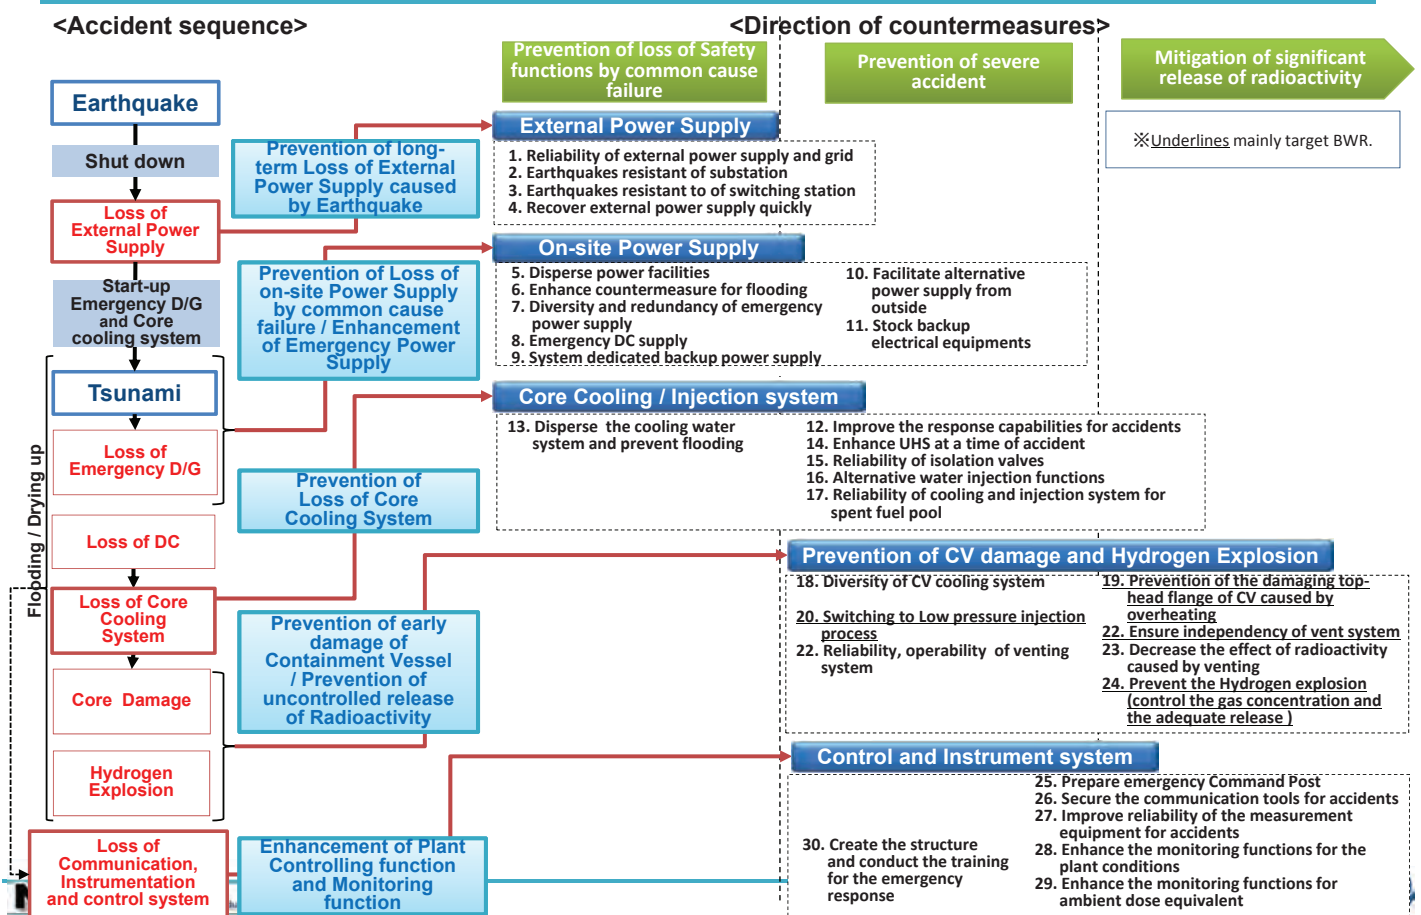 <Accident sequence>
<Direction of countermeasures>
Prevention of loss of Safety
functions by common cause
failure
Prevention of severe
accident
Mitigation of significant
release of radioactivity
※Underlines mainly target BWR.
Earthquake
Shut down
Loss of
External Power
Supply
Start-up
Emergency D/G
and Core
cooling system
Tsunami
Loss of
Emergency D/G
Loss of DC
Loss of Core
Cooling
System
Core Damage
Hydrogen
Explosion
Loss of
Communication,
Instrumentation
and control system
Flooding / Drying up
Prevention of long-
term Loss of External
Power Supply caused
by Earthquake
Prevention of Loss of
on-site Power Supply
by common cause
failure / Enhancement
of Emergency Power
Supply
Prevention of
Loss of Core
Cooling System
Prevention of early
damage of
Containment Vessel
/ Prevention of
uncontrolled release
of Radioactivity
Enhancement of Plant
Controlling function
and Monitoring
function
External Power Supply
1. Reliability of external power supply and grid
2. Earthquakes resistant of substation
3. Earthquakes resistant to of switching station
4. Recover external power supply quickly
On-site Power Supply
5. Disperse power facilities
6. Enhance countermeasure for flooding
7. Diversity and redundancy of emergency
power supply
8. Emergency DC supply
9. System dedicated backup power supply
10. Facilitate alternative
power supply from
outside
11. Stock backup
electrical equipments
Core Cooling / Injection system
13. Disperse the cooling water
system and prevent flooding
12. Improve the response capabilities for accidents
14. Enhance UHS at a time of accident
15. Reliability of isolation valves
16. Alternative water injection functions
17. Reliability of cooling and injection system for
spent fuel pool
Prevention of CV damage and Hydrogen Explosion
18. Diversity of CV cooling system
20. Switching to Low pressure injection
process
22. Reliability, operability of venting
system
19. Prevention of the damaging top-
head flange of CV caused by
overheating
22. Ensure independency of vent system
23. Decrease the effect of radioactivity
caused by venting
24. Prevent the Hydrogen explosion
(control the gas concentration and
the adequate release )
Control and Instrument system
30. Create the structure
and conduct the training
for the emergency
response
25. Prepare emergency Command Post
26. Secure the communication tools for accidents
27. Improve reliability of the measurement
equipment for accidents
28. Enhance the monitoring functions for the
plant conditions
29. Enhance the monitoring functions for
ambient dose equivalent